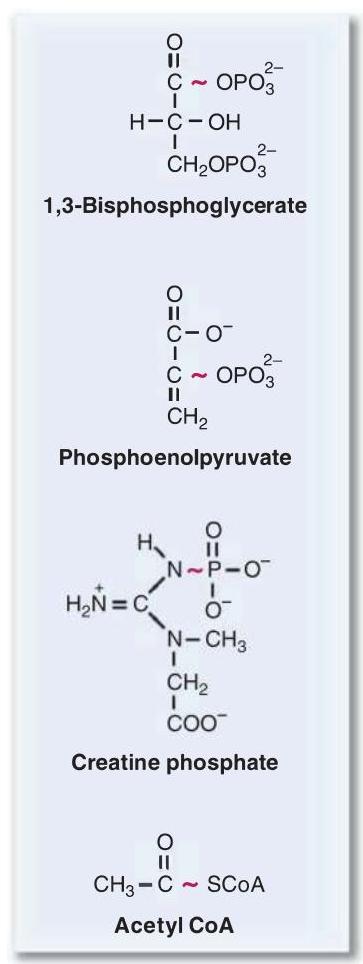 O
C ~ OPO₃²⁻
H–C–OH
CH₂OPO₃²⁻
1,3-Bisphosphoglycerate
O
C–O⁻
C ~ OPO₃²⁻
CH₂
Phosphoenolpyruvate
O
H
N~P–O⁻
H₂N⁺=C
O⁻
N–CH₃
CH₂
COO⁻
Creatine phosphate
O
CH₃–C ~ SCoA
Acetyl CoA